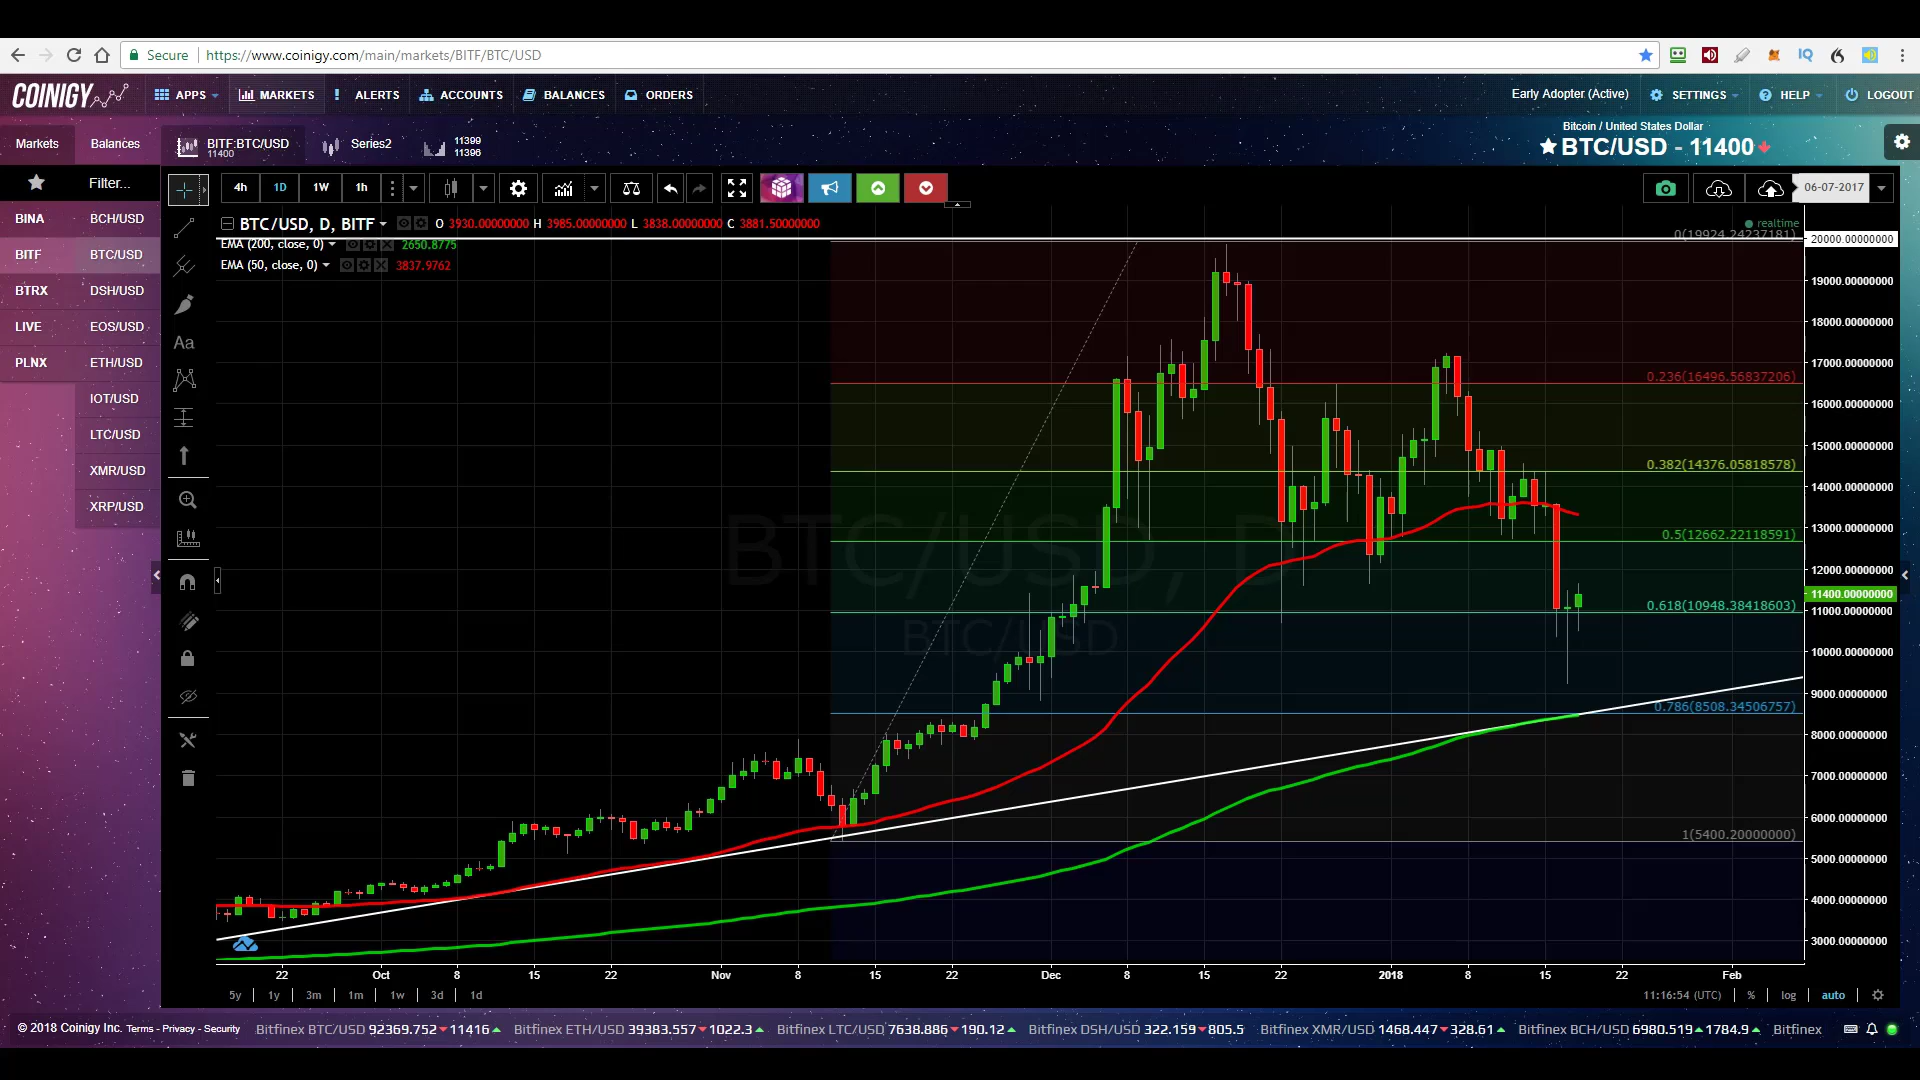 Secure https://www.coinigy.com/main/markets/BITF/BTC/USD
IQ
COINIGY APPS MARKETS ALERTS ACCOUNTS BALANCES ORDERS Early Adopter (Active) SETTINGS HELP LOGOUT
Markets Balances BITF:BTC/USD 11400 Series2 11399 11396
Bitcoin / United States Dollar
BTC/USD - 11400
Filter...
4h 1D 1W 1h 06-07-2017
BINA BCH/USD
BITF BTC/USD
BTRX DSH/USD
LIVE EOS/USD
PLNX ETH/USD
IOT/USD
LTC/USD
XMR/USD
XRP/USD
Aa
BTC/USD, D, BITF O 3930.00000000 H 3985.00000000 L 3838.00000000 C 3881.50000000
realtime
EMA (200, close, 0) 2650.8775
EMA (50, close, 0) 3837.9762
BTC/USD, D
BTC/USD
0(19924.24237181)
0.236(16496.56837206)
0.382(14376.05818578)
0.5(12662.22118591)
0.618(10948.38418603)
0.786(8508.34506757)
1(5400.20000000)
20000.00000000
19000.00000000
18000.00000000
17000.00000000
16000.00000000
15000.00000000
14000.00000000
13000.00000000
12000.00000000
11400.00000000
11000.00000000
10000.00000000
9000.00000000
8000.00000000
7000.00000000
6000.00000000
5000.00000000
4000.00000000
3000.00000000
22 Oct 8 15 22 Nov 8 15 22 Dec 8 15 22 2018 8 15 22 Feb
5y 1y 3m 1m 1w 3d 1d 11:16:54 (UTC) % log auto
© 2018 Coinigy Inc. Terms - Privacy - Security Bitfinex BTC/USD 92369.752 11416 Bitfinex ETH/USD 39383.557 1022.3 Bitfinex LTC/USD 7638.886 190.12 Bitfinex DSH/USD 322.159 805.5 Bitfinex XMR/USD 1468.447 328.61 Bitfinex BCH/USD 6980.519 1784.9 Bitfinex